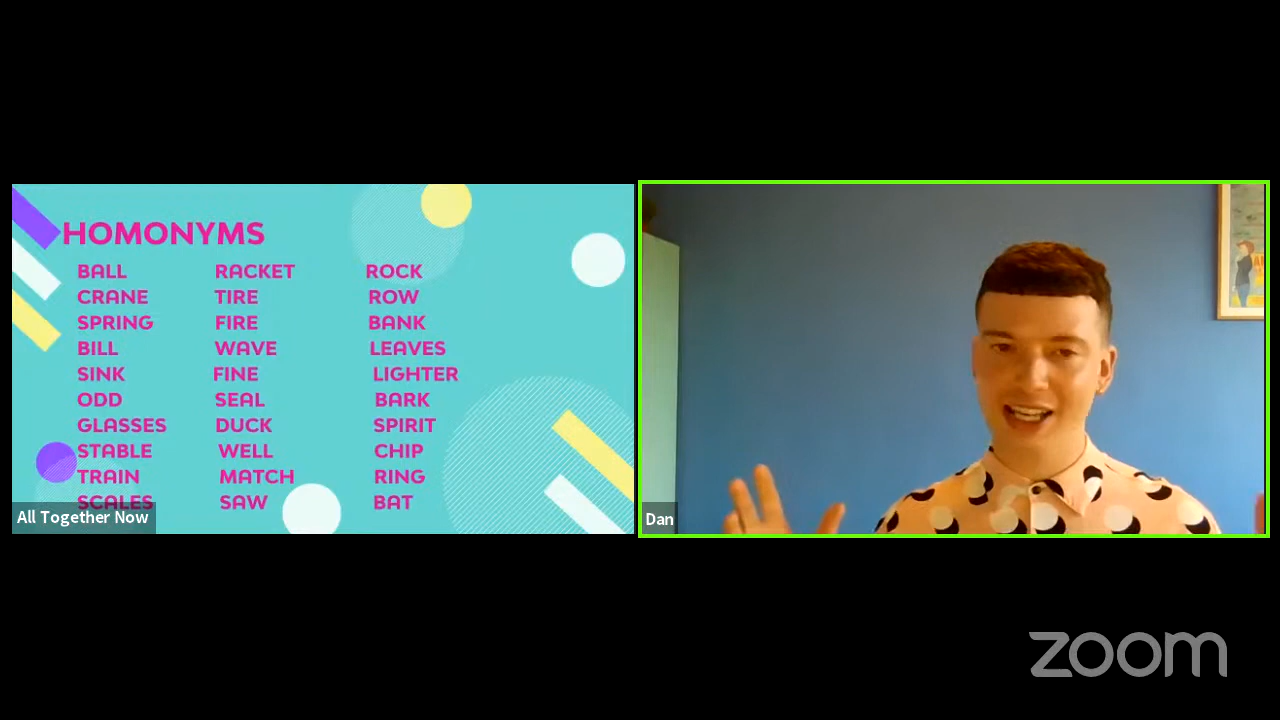 HOMONYMS
BALL RACKET ROCK
CRANE TIRE ROW
SPRING FIRE BANK
BILL WAVE LEAVES
SINK FINE LIGHTER
ODD SEAL BARK
GLASSES DUCK SPIRIT
STABLE WELL CHIP
TRAIN MATCH RING
SCALES SAW BAT
All Together Now
Dan
zoom